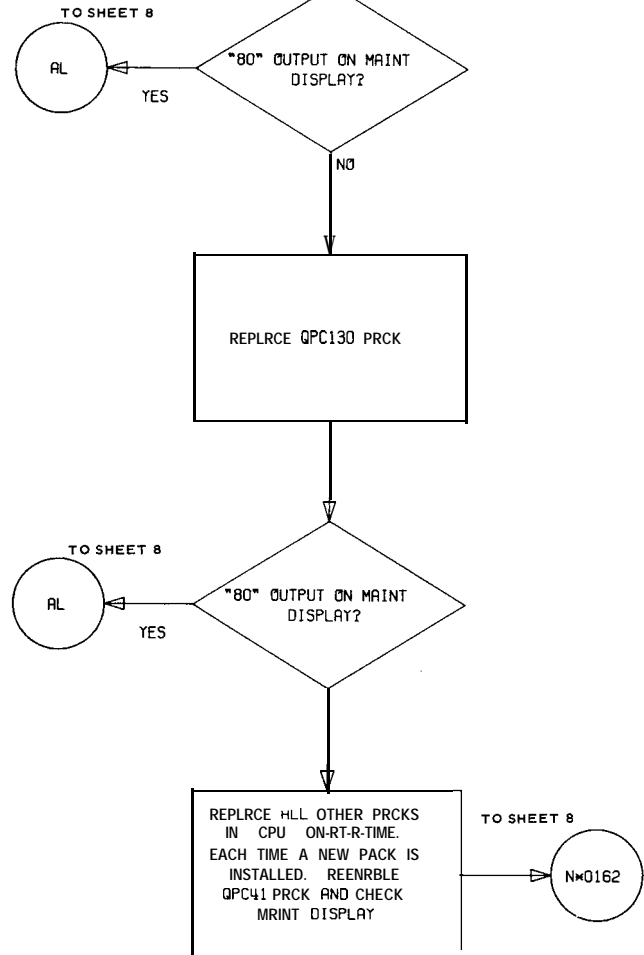 TO SHEET 8
AL
"80" OUTPUT ON MAINT
DISPLAY?
YES
NO
REPLRCE QPC130 PRCK
TO SHEET 8
AL
"80" OUTPUT ON MAINT
DISPLAY?
YES
REPLRCE HLL OTHER PRCKS
IN CPU ON-RT-R-TIME.
EACH TIME A NEW PACK IS
INSTALLED. REENRBLE
QPC41 PRCK AND CHECK
MRINT DISPLAY
TO SHEET 8
N*0162